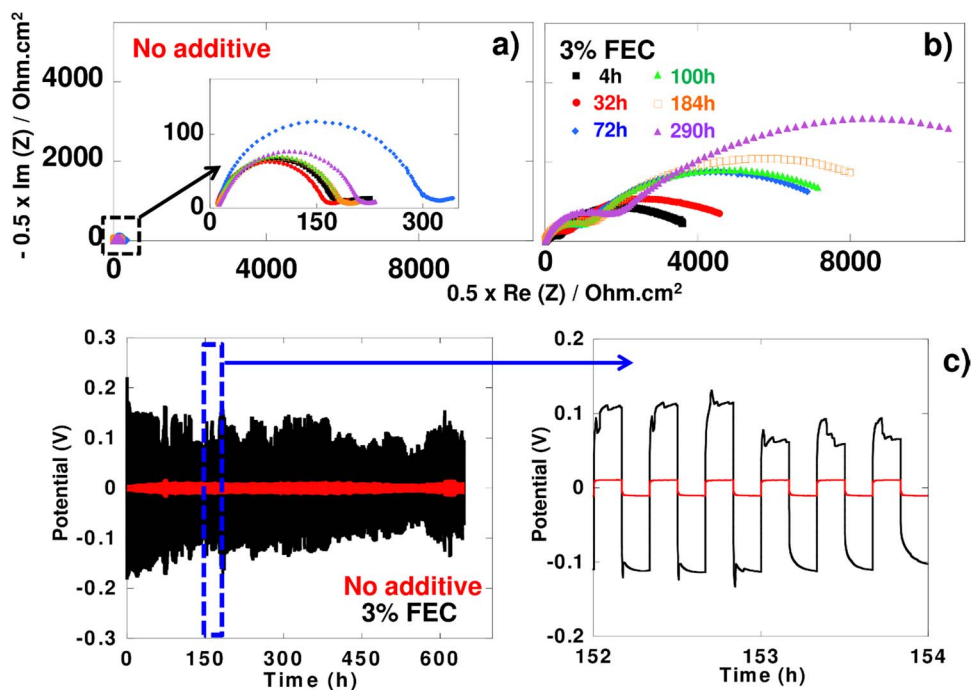 No additive
a)
4000
2000
0
0
4000
8000
100
0
0
150
300
- 0.5 x Im (Z) / Ohm.cm²
3% FEC
b)
4h
100h
32h
184h
72h
290h
0
4000
8000
0.5 x Re (Z) / Ohm.cm²
c)
0.3
0.2
0.1
0
-0.1
-0.2
-0.3
Potential (V)
No additive
3% FEC
0
150
300
450
600
Time (h)
0.2
0.1
0
-0.1
-0.2
Potential (V)
152
153
154
Time (h)